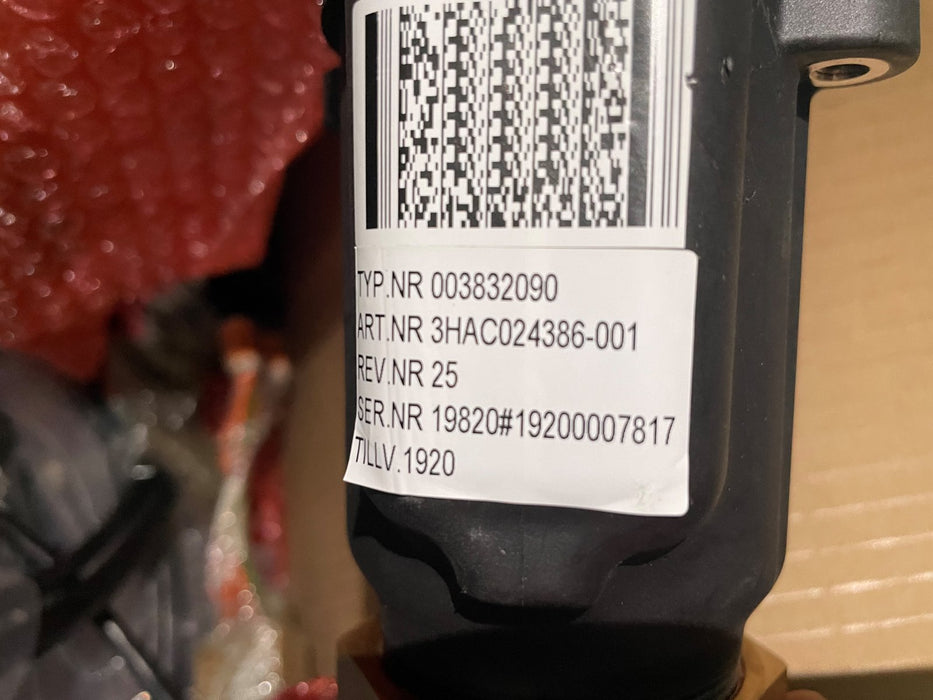 TYP.NR 003832090
ART.NR 3HAC024386-001
REV.NR 25
SER.NR 19820#19200007817
TILLV.1920